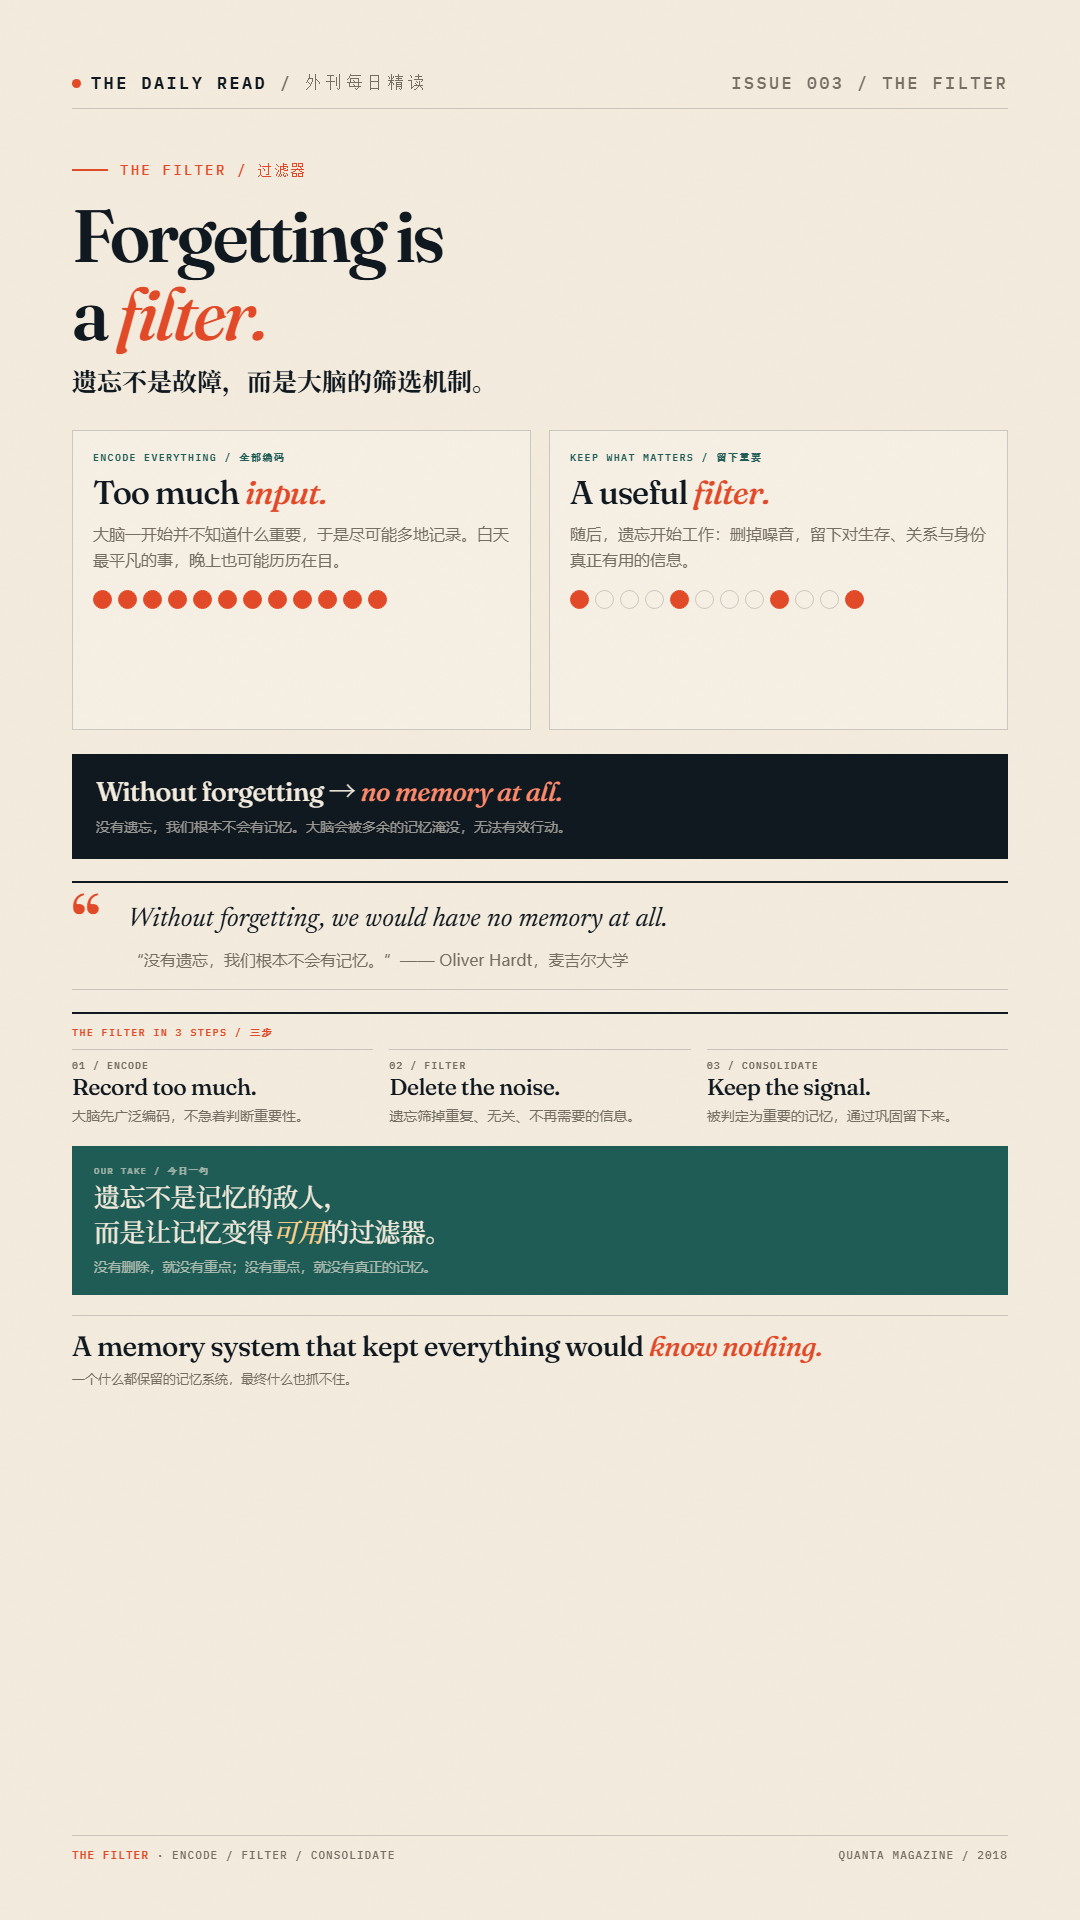 THE DAILY READ / 外刊每日精读
ISSUE 003 / THE FILTER
THE FILTER / 过滤器
Forgetting is
a filter.
遗忘不是故障，而是大脑的筛选机制。
ENCODE EVERYTHING / 全部编码
Too much input.
大脑一开始并不知道什么重要，于是尽可能多地记录。白天
最平凡的事，晚上也可能历历在目。
KEEP WHAT MATTERS / 留下重要
A useful filter.
随后，遗忘开始工作：删掉噪音，留下对生存、关系与身份
真正有用的信息。
Without forgetting → no memory at all.
没有遗忘，我们根本不会有记忆。大脑会被多余的记忆淹没，无法有效行动。
“ Without forgetting, we would have no memory at all.
“没有遗忘，我们根本不会有记忆。” —— Oliver Hardt，麦吉尔大学
THE FILTER IN 3 STEPS / 三步
01 / ENCODE
Record too much.
大脑先广泛编码，不急着判断重要性。
02 / FILTER
Delete the noise.
遗忘筛掉重复、无关、不再需要的信息。
03 / CONSOLIDATE
Keep the signal.
被判定为重要的记忆，通过巩固留下来。
OUR TAKE / 今日一句
遗忘不是记忆的敌人，
而是让记忆变得可用的过滤器。
没有删除，就没有重点；没有重点，就没有真正的记忆。
A memory system that kept everything would know nothing.
一个什么都保留的记忆系统，最终什么也抓不住。
THE FILTER · ENCODE / FILTER / CONSOLIDATE
QUANTA MAGAZINE / 2018